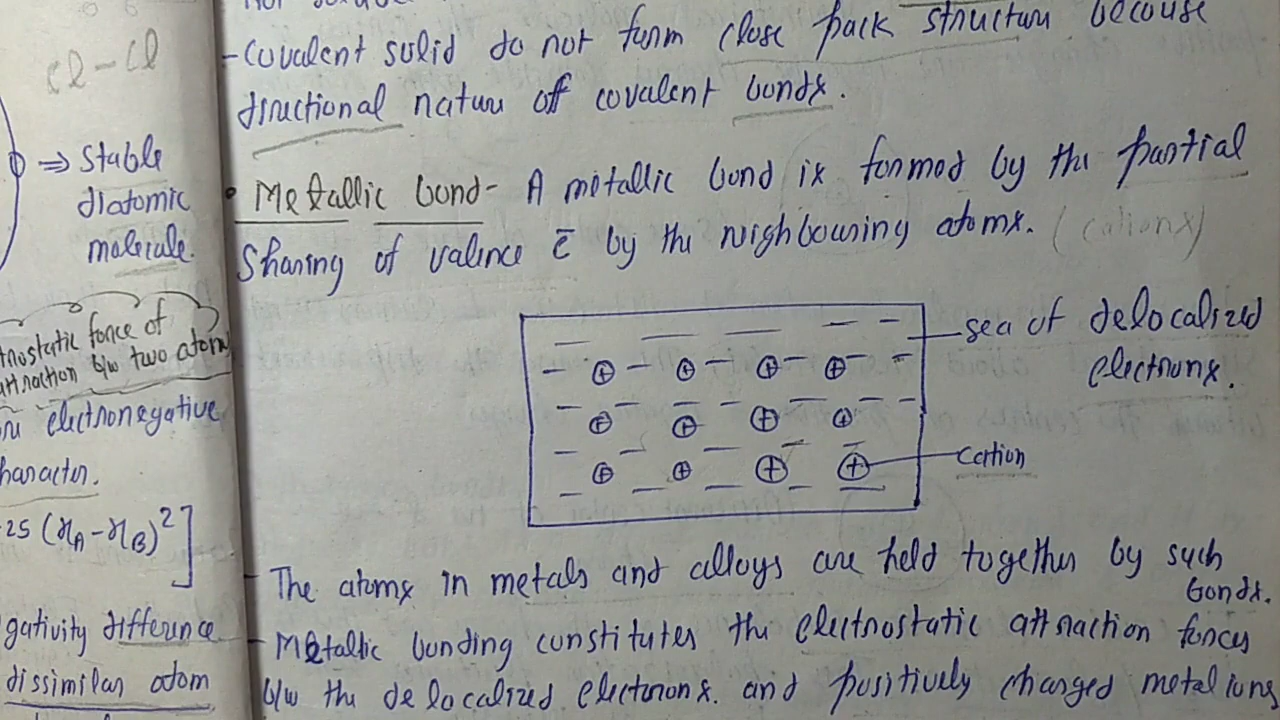 Cl - Cl
⇒ Stable
diatomic
molecule.
force of
attraction b/w two atom
electronegative
character.
25 (xA - xB)²]
difference
dissimilar atom
- Covalent solid do not form close pack structure because
directional nature of covalent bonds.
• Metallic bond - A metallic bond is formed by the partial
Sharing of valence e̅ by the neighbouring atoms. (cations)
sea of delocalized
electrons.
Cation
- The atoms in metals and alloys are held together by such
bonds.
- Metallic bonding constitutes the electrostatic attraction forces
b/w the delocalized electrons. and positively charged metal ions